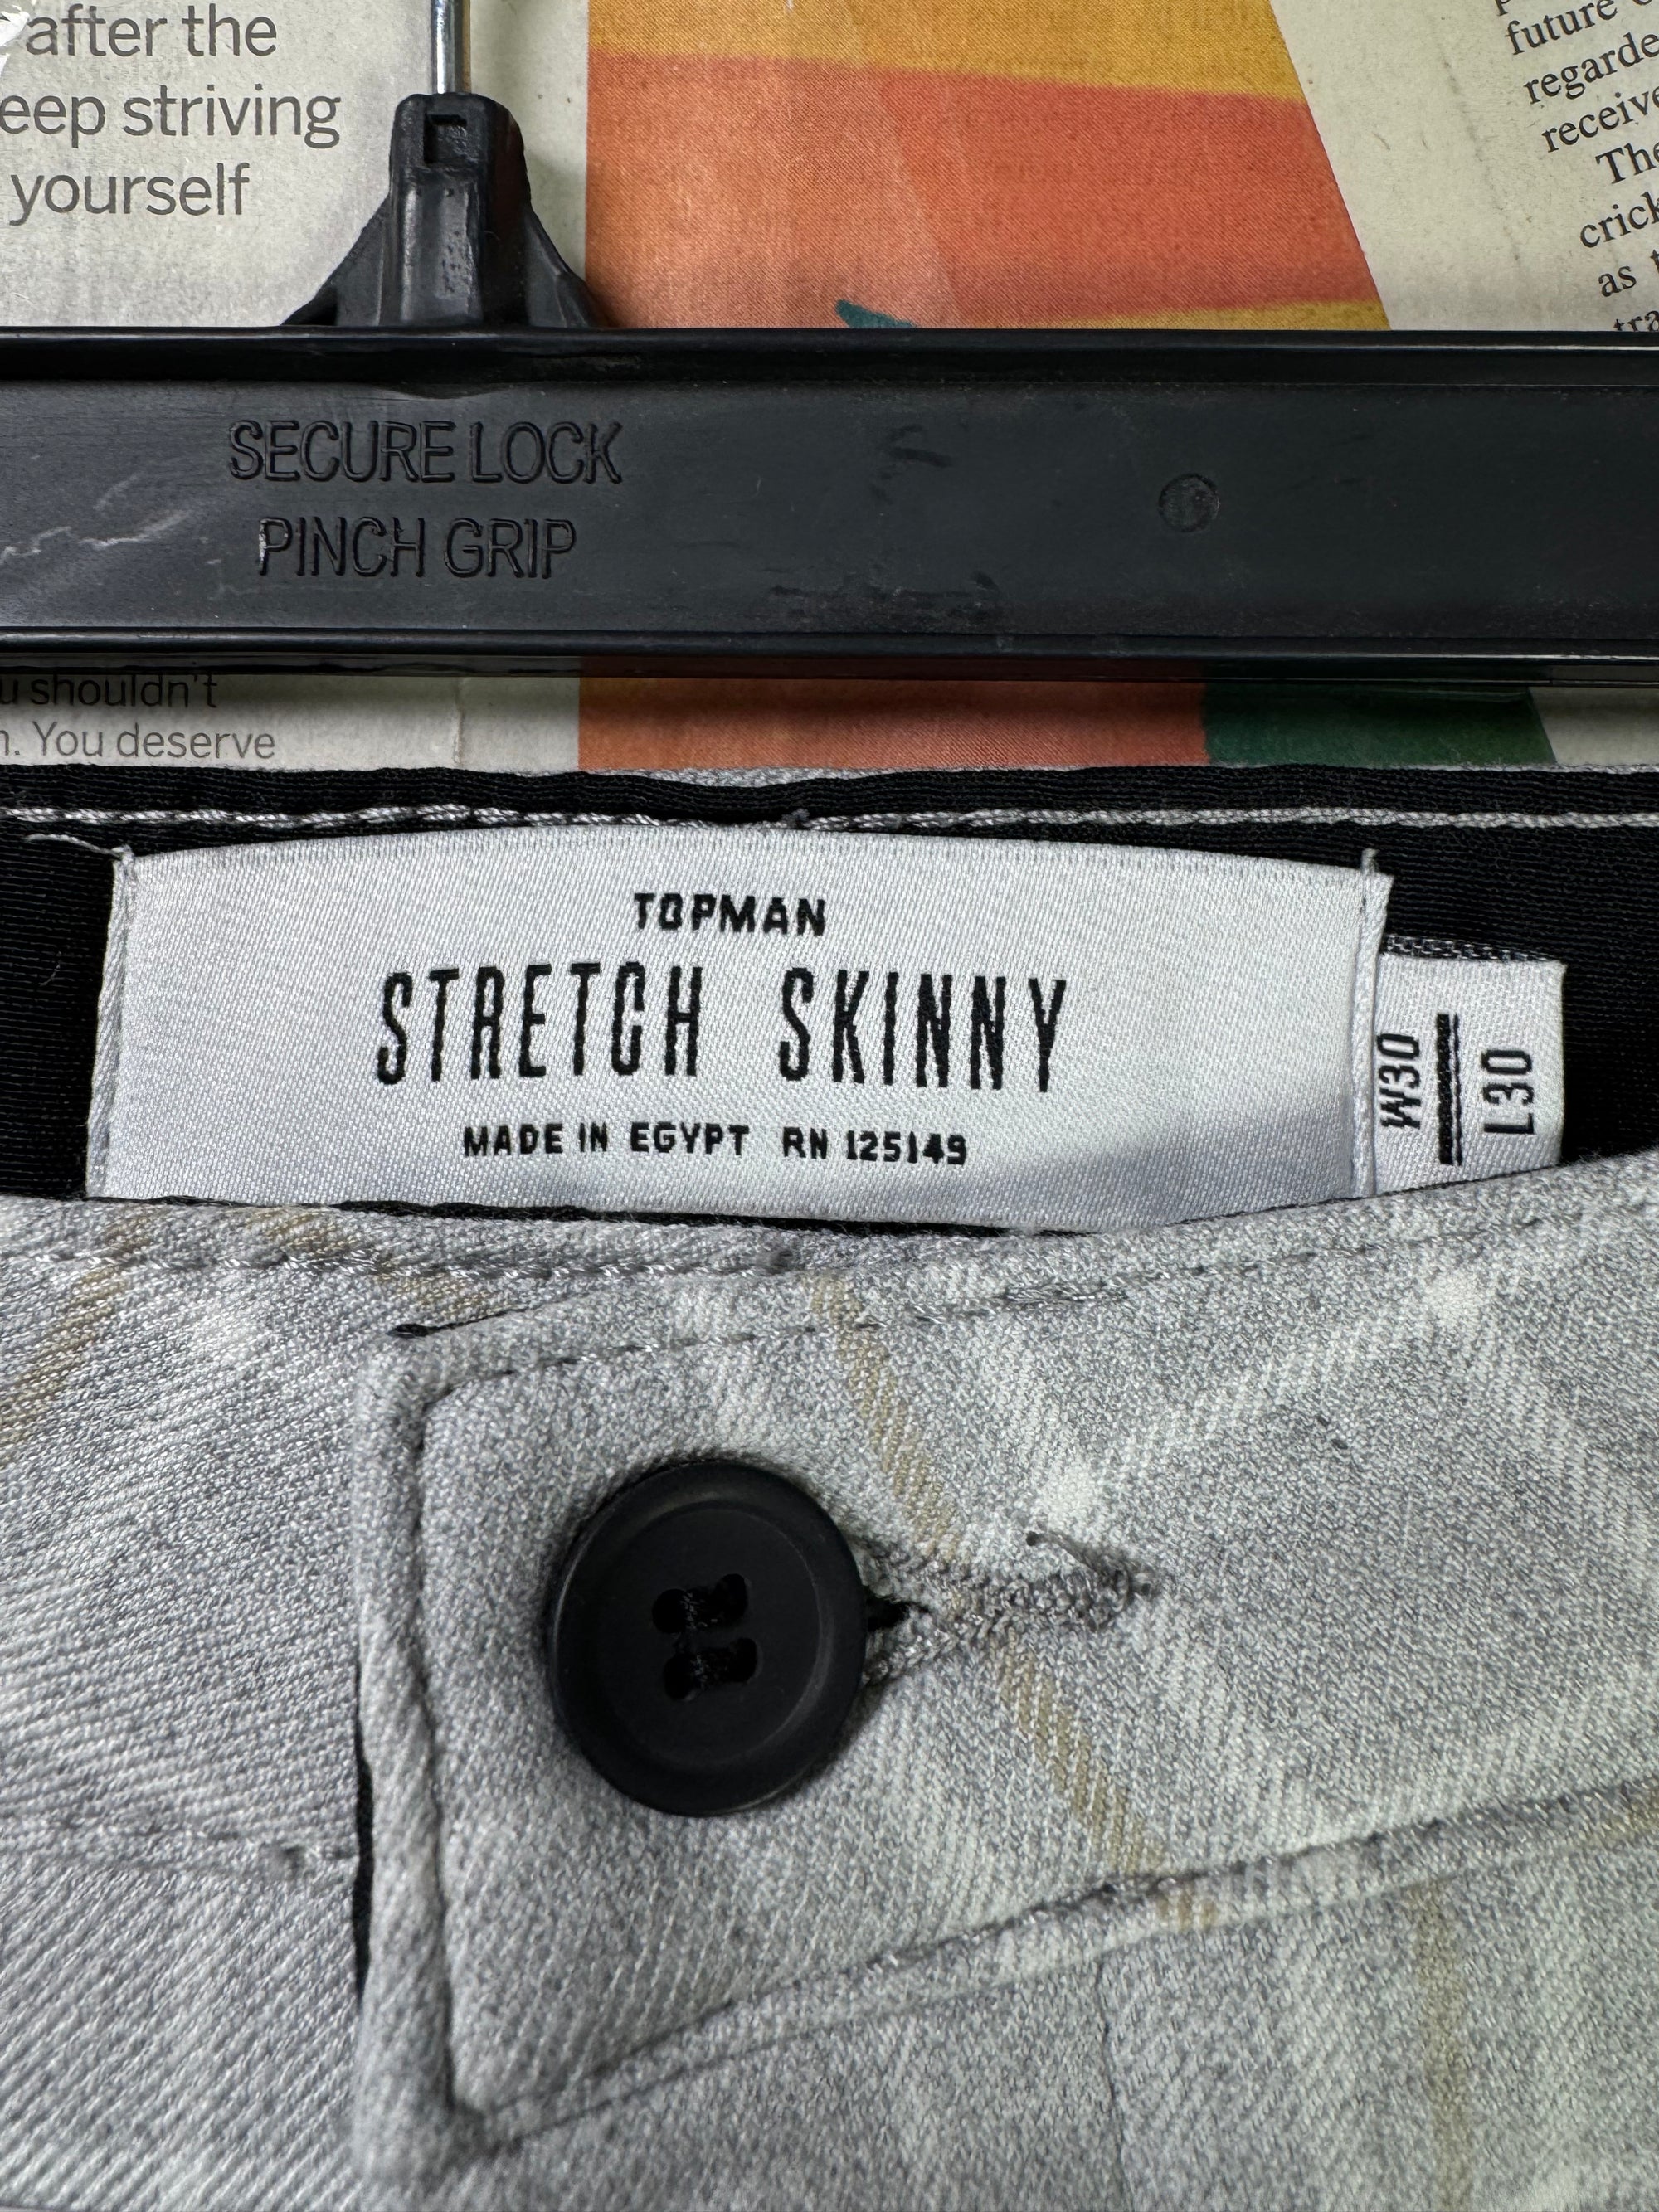 after the
eep striving
yourself
future
regarde
receive
The
crick
as
tra
SECURE LOCK
PINCH GRIP
u shouldn't
n. You deserve
TOPMAN
STRETCH SKINNY
MADE IN EGYPT RN 125149
W30
L30